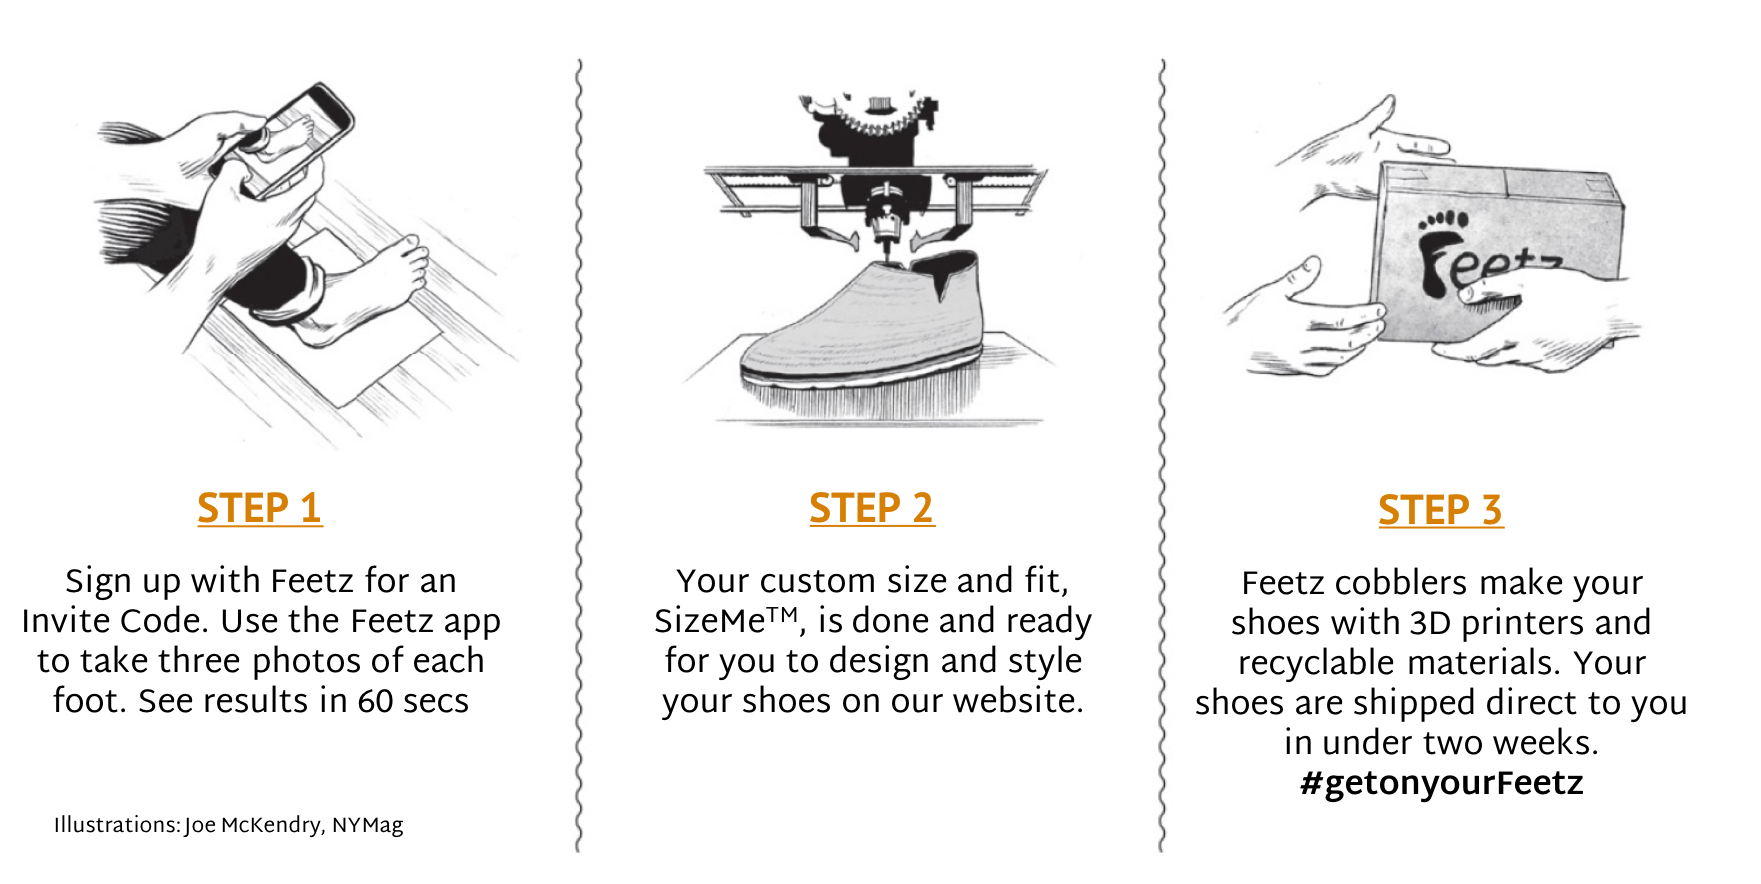 Feetz
STEP 1
Sign up with Feetz for an
Invite Code. Use the Feetz app
to take three photos of each
foot. See results in 60 secs
Illustrations: Joe McKendry, NYMag
STEP 2
Your custom size and fit,
SizeMe™, is done and ready
for you to design and style
your shoes on our website.
STEP 3
Feetz cobblers make your
shoes with 3D printers and
recyclable materials. Your
shoes are shipped direct to you
in under two weeks.
#getonyourFeetz